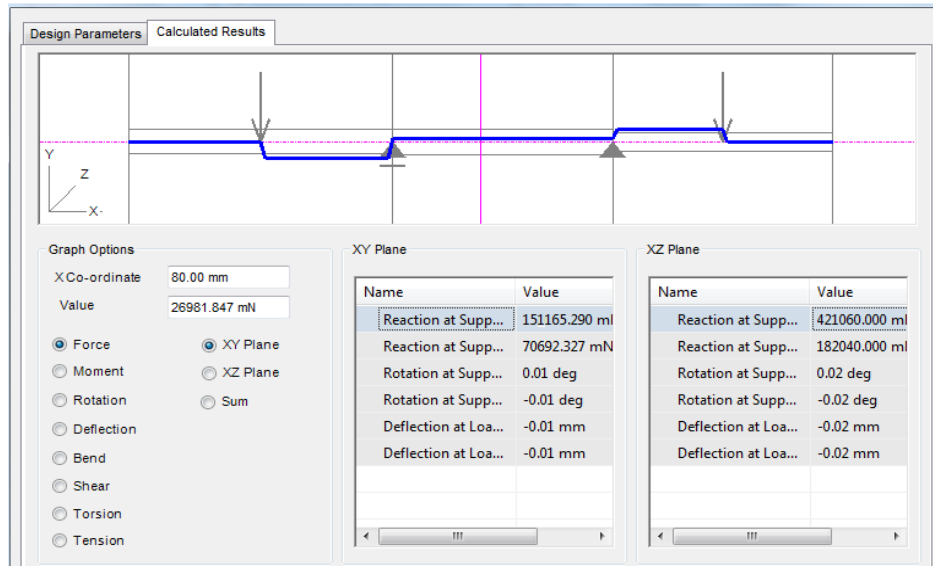 Design Parameters Calculated Results
Y
Z
X-
Graph Options
X Co-ordinate 80.00 mm
Value 26981.847 mN
Force XY Plane
Moment XZ Plane
Rotation Sum
Deflection
Bend
Shear
Torsion
Tension
XY Plane
Name Value
Reaction at Supp... 151165.290 ml
Reaction at Supp... 70692.327 mN
Rotation at Supp... 0.01 deg
Rotation at Supp... -0.01 deg
Deflection at Loa... -0.01 mm
Deflection at Loa... -0.01 mm
XZ Plane
Name Value
Reaction at Supp... 421060.000 ml
Reaction at Supp... 182040.000 ml
Rotation at Supp... 0.02 deg
Rotation at Supp... -0.02 deg
Deflection at Loa... -0.02 mm
Deflection at Loa... -0.02 mm